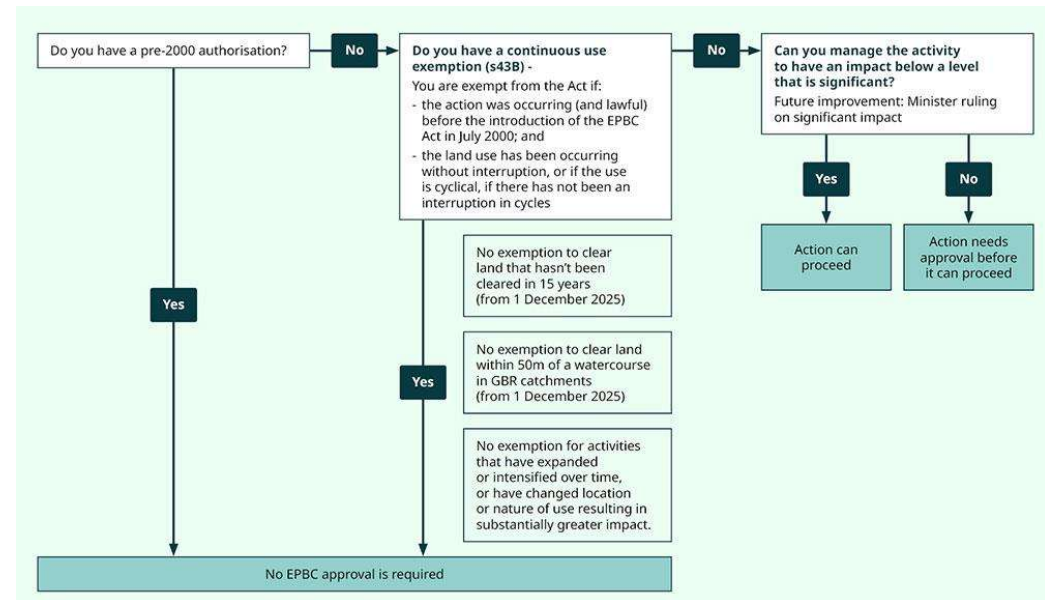 Do you have a pre-2000 authorisation?
No
Do you have a continuous use
exemption (s43B) -
You are exempt from the Act if:
- the action was occurring (and lawful)
before the introduction of the EPBC
Act in July 2000; and
- the land use has been occurring
without interruption, or if the use
is cyclical, if there has not been an
interruption in cycles
No
Can you manage the activity
to have an impact below a level
that is significant?
Future improvement: Minister ruling
on significant impact
Yes
No
Action can
proceed
Action needs
approval before
it can proceed
No exemption to clear
land that hasn't been
cleared in 15 years
(from 1 December 2025)
Yes
No exemption to clear land
within 50m of a watercourse
in GBR catchments
(from 1 December 2025)
Yes
No exemption for activities
that have expanded
or intensified over time,
or have changed location
or nature of use resulting in
substantially greater impact.
No EPBC approval is required